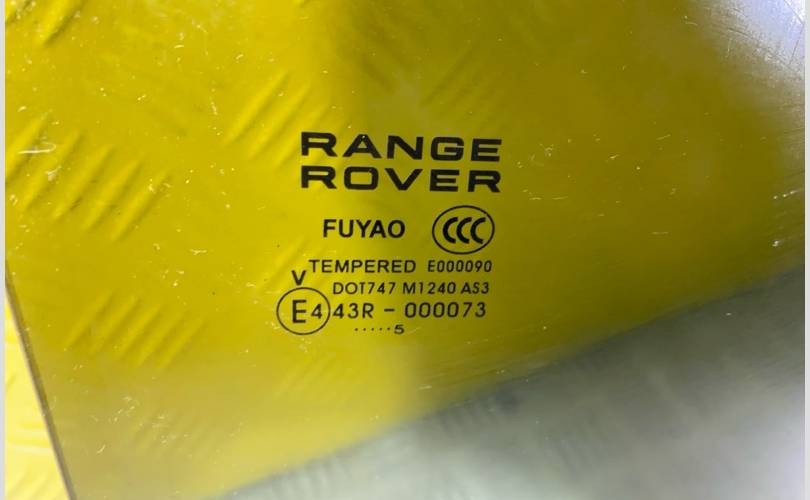 RANGE
ROVER
FUYAO CCC
TEMPERED E000090
V
DOT747 M1240 AS3
E4 43R - 000073
.....5